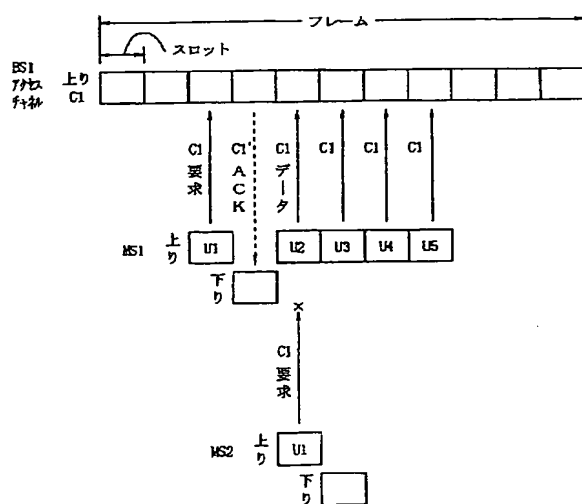 フレーム
スロット
BS1
アクセス
チャネル
上り
C1
C1
要求
C1'
ACK
C1
データ
C1
C1
C1
MS1
上り
U1
U2
U3
U4
U5
下り
×
C1
要求
MS2
上り
U1
下り